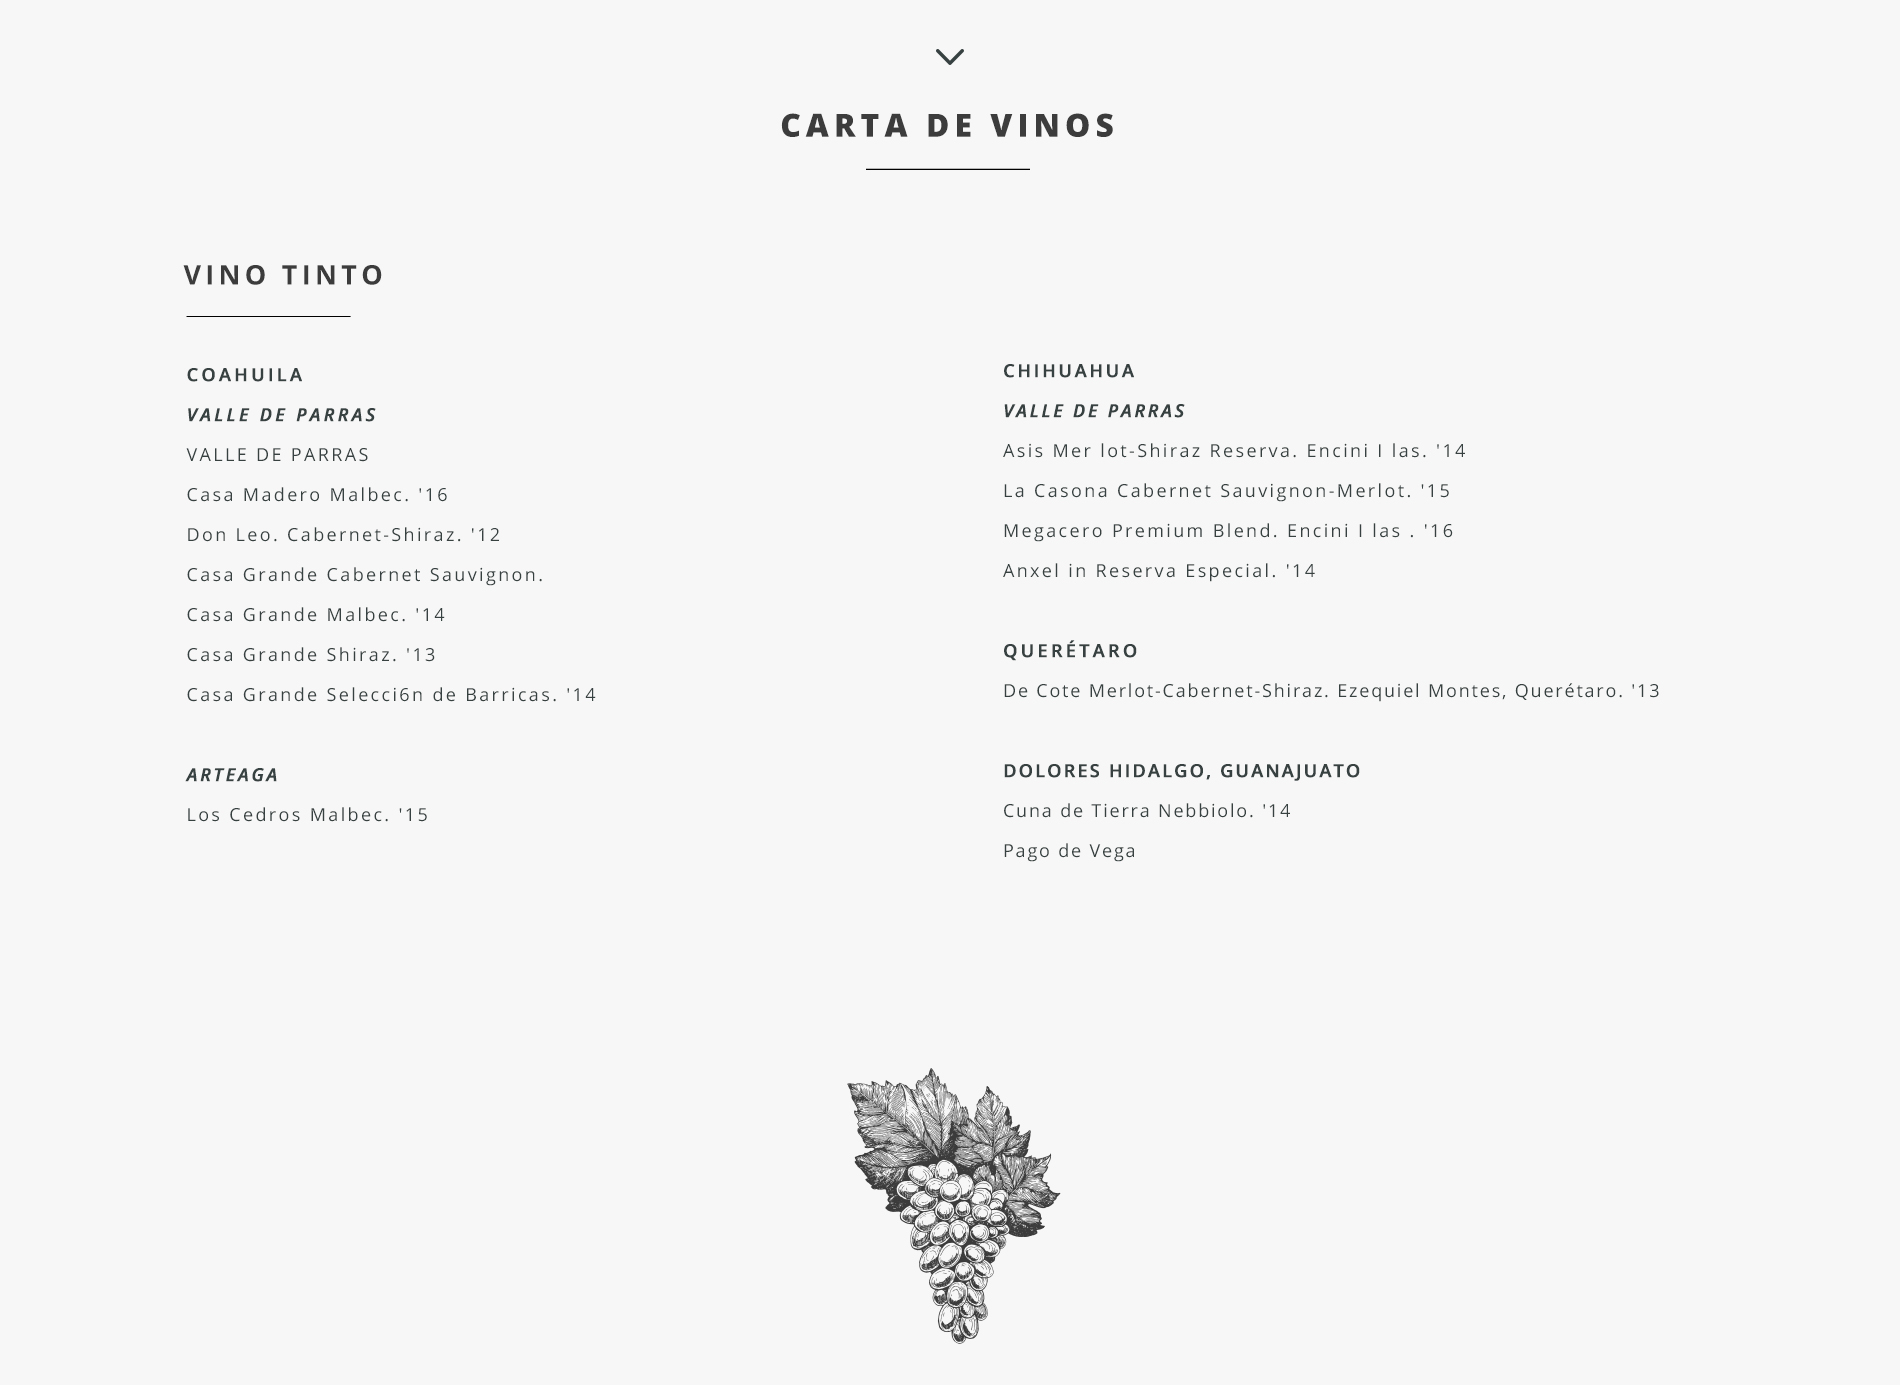 CARTA DE VINOS
VINO TINTO
COAHUILA
VALLE DE PARRAS
VALLE DE PARRAS
Casa Madero Malbec. '16
Don Leo. Cabernet-Shiraz. '12
Casa Grande Cabernet Sauvignon.
Casa Grande Malbec. '14
Casa Grande Shiraz. '13
Casa Grande Selecci6n de Barricas. '14
ARTEAGA
Los Cedros Malbec. '15
CHIHUAHUA
VALLE DE PARRAS
Asis Mer lot-Shiraz Reserva. Encini I las. '14
La Casona Cabernet Sauvignon-Merlot. '15
Megacero Premium Blend. Encini I las . '16
Anxel in Reserva Especial. '14
QUERÉTARO
De Cote Merlot-Cabernet-Shiraz. Ezequiel Montes, Querétaro. '13
DOLORES HIDALGO, GUANAJUATO
Cuna de Tierra Nebbiolo. '14
Pago de Vega